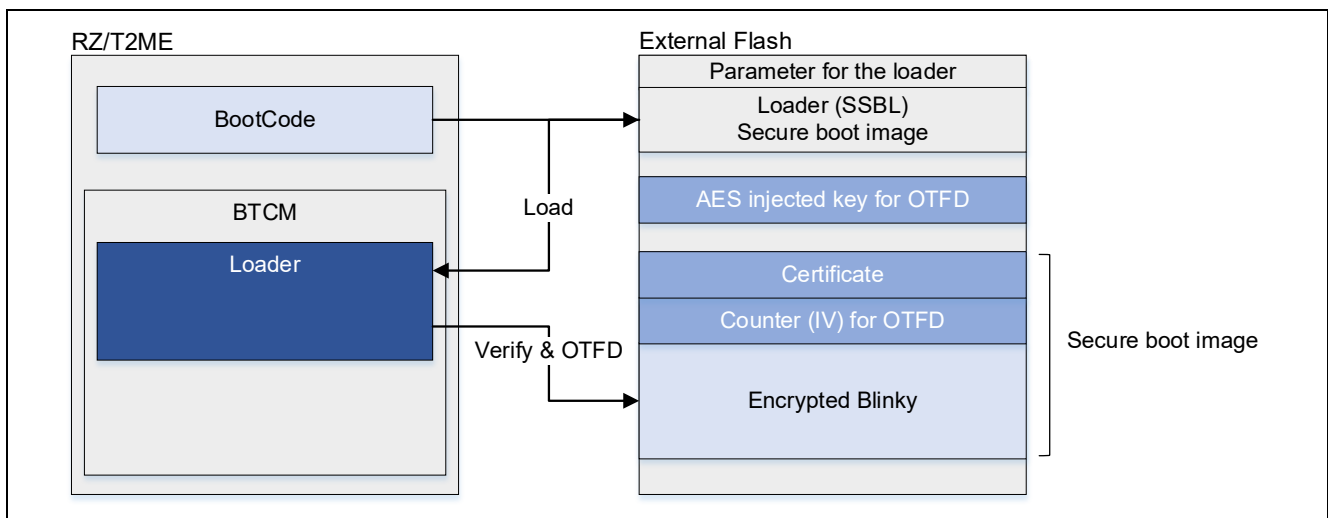 RZ/T2ME
BootCode
BTCM
Loader
Load
Verify & OTFD
External Flash
Parameter for the loader
Loader (SSBL)
Secure boot image
AES injected key for OTFD
Certificate
Counter (IV) for OTFD
Encrypted Blinky
Secure boot image